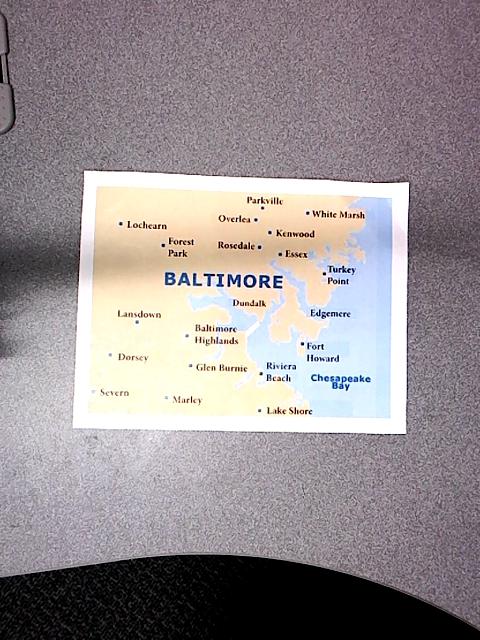 Parkville
White Marsh
Overlea
Lochearn
Kenwood
Forest
Park
Rosedale
Essex
Turkey
Point
BALTIMORE
Dundalk
Edgemere
Lansdown
Baltimore
Highlands
Fort
Howard
Dorsey
Glen Burnie
Riviera
Beach
Chesapeake
Bay
Severn
Marley
Lake Shore